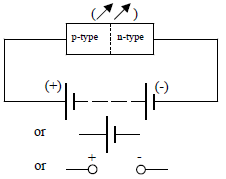 p-type n-type
(+) (-)
or
or + -